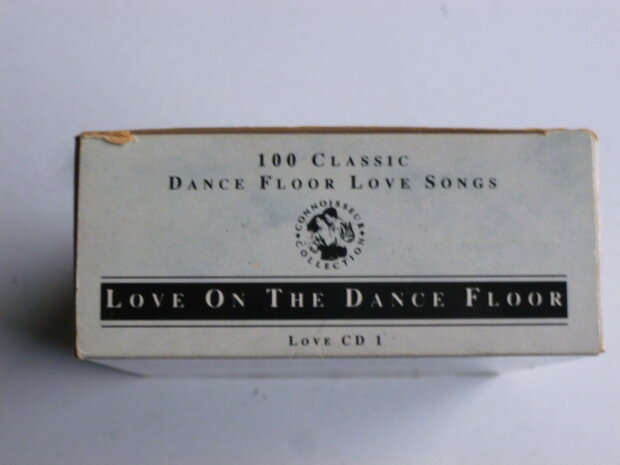 100 CLASSIC
DANCE FLOOR LOVE SONGS
CONNOISSEUR
COLLECTION
LOVE ON THE DANCE FLOOR
LOVE CD 1